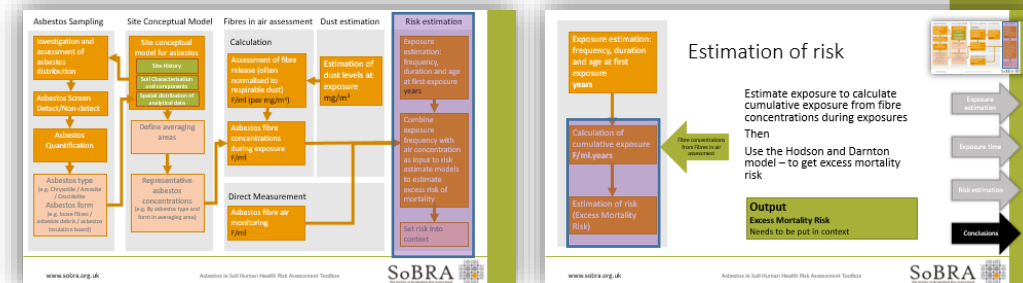 Asbestos Sampling
Site Conceptual Model
Fibres in air assessment
Dust estimation
Risk estimation
Investigation and
assessment of
asbestos
distribution
Asbestos Screen
Detect/Non-detect
Asbestos
Quantification
Asbestos type
(e.g. Chrysotile / Amosite
/ Crocidolite)
Asbestos form
(e.g. loose fibres /
asbestos debris / asbestos
insulation board)
Site conceptual
model for asbestos
Site History
Soil Characterisation
and components
Spatial distribution of
analytical data
Define averaging
areas
Representative
asbestos
concentrations
(e.g. By asbestos type and
form in averaging area)
Calculation
Assessment of fibre
release (often
normalised to
respirable dust)
F/ml (per mg/m³)
Asbestos fibre
concentrations
during exposure
F/ml
Direct Measurement
Asbestos fibre air
monitoring
F/ml
Estimation of
dust levels at
exposure
mg/m³
Exposure
estimation:
frequency,
duration and age
at first exposure
years
Combine
exposure
frequency with
air concentration
as input to risk
estimate models
to estimate
excess risk of
mortality
Set risk into
context
www.sobra.org.uk
Asbestos in Soil Human Health Risk Assessment Toolbox
SoBRA
Exposure estimation:
frequency, duration
and age at first
exposure
years
Calculation of
cumulative exposure
F/ml.years
Estimation of risk
(Excess Mortality
Risk)
Fibre concentrations
from Fibres in air
assessment
Estimation of risk
Estimate exposure to calculate
cumulative exposure from fibre
concentrations during exposures
Then
Use the Hodson and Darnton
model – to get excess mortality
risk
Output
Excess Mortality Risk
Needs to be put in context
Exposure
estimation
Exposure time
Risk estimation
Conclusions
www.sobra.org.uk
Asbestos in Soil Human Health Risk Assessment Toolbox
SoBRA